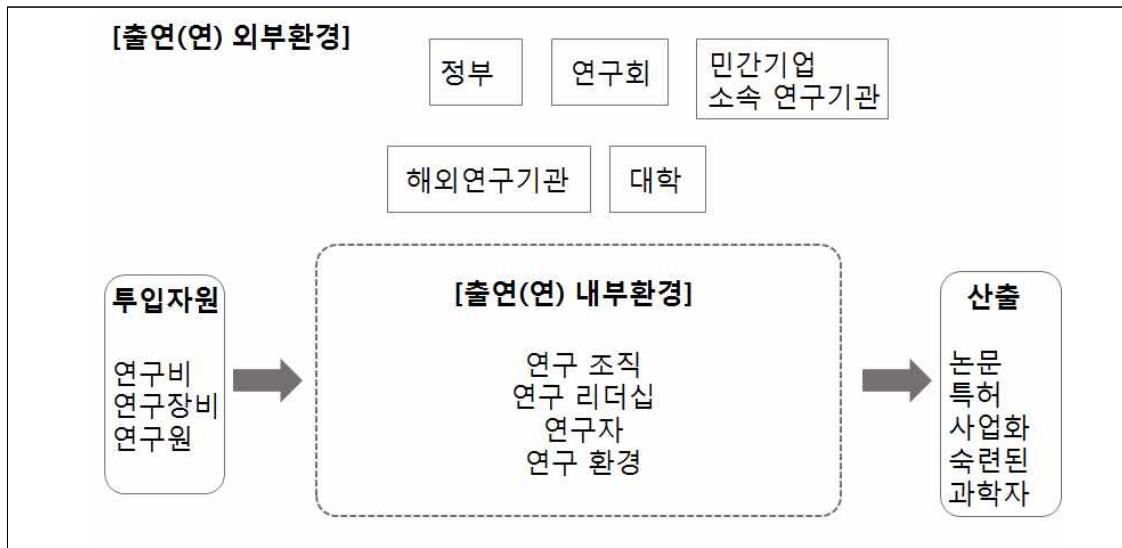 [출연(연) 외부환경]
정부
연구회
민간기업
소속 연구기관
해외연구기관
대학
투입자원
연구비
연구장비
연구원
[출연(연) 내부환경]
연구 조직
연구 리더십
연구자
연구 환경
산출
논문
특허
사업화
숙련된
과학자